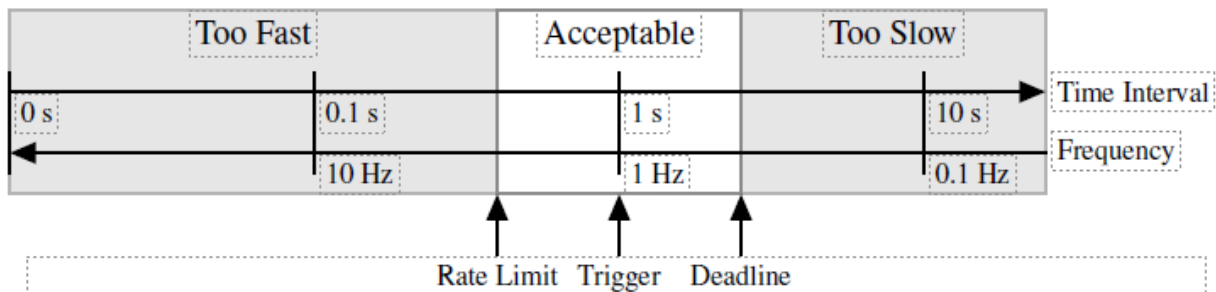 Too Fast Acceptable Too Slow
Time Interval
0 s 0.1 s 1 s 10 s
Frequency
10 Hz 1 Hz 0.1 Hz
Rate Limit Trigger Deadline